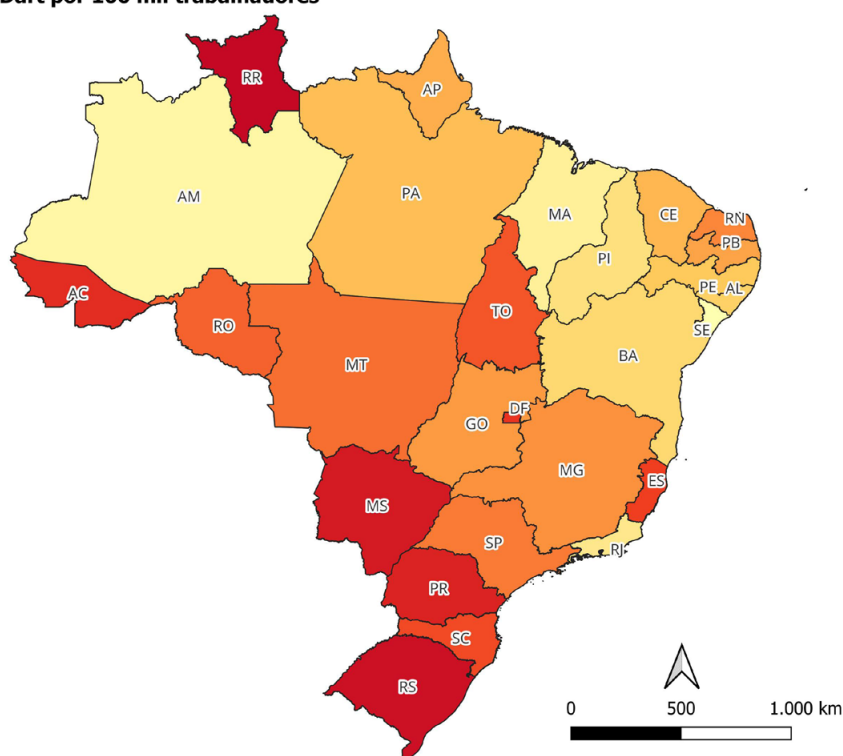 Dart por 100 mil trabalhadores
RR
AP
AM
PA
MA
CE
RN
PB
PI
PE
AL
AC
SE
TO
RO
BA
MT
DF
GO
MG
ES
MS
SP
RJ
PR
SC
RS
0 500 1.000 km